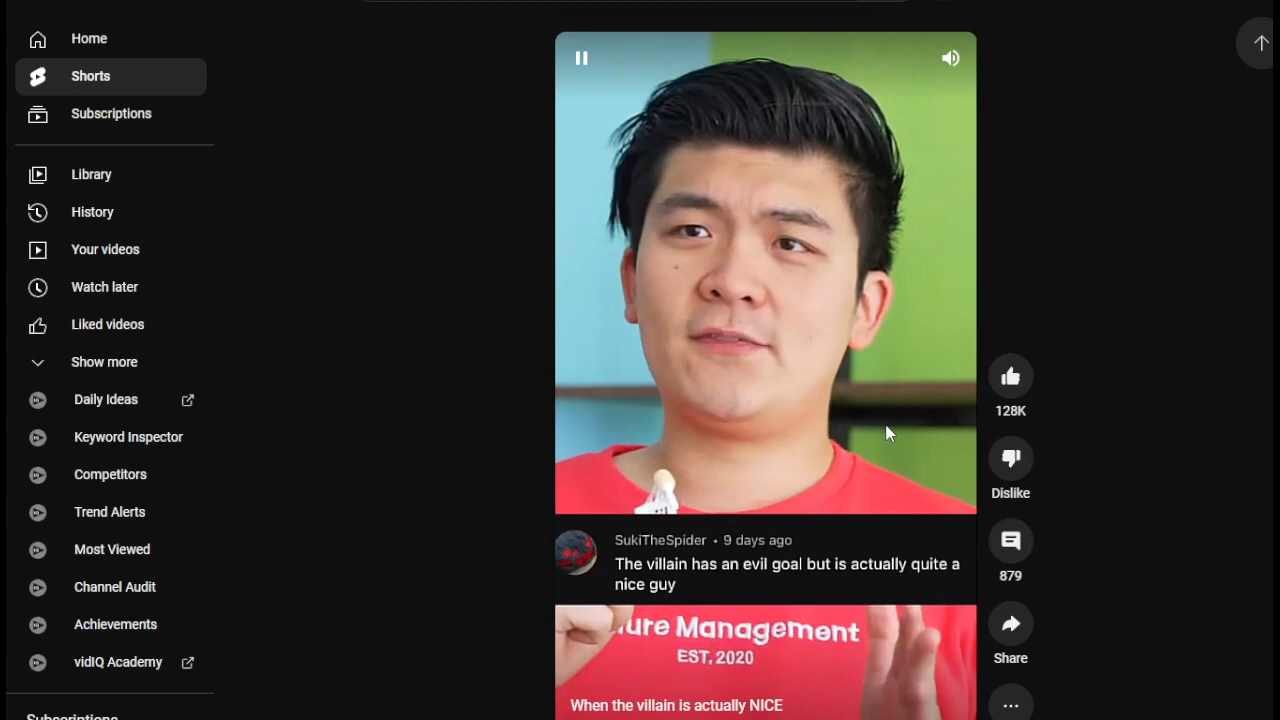 Home
Shorts
Subscriptions
Library
History
Your videos
Watch later
Liked videos
Show more
Daily Ideas
Keyword Inspector
Competitors
Trend Alerts
Most Viewed
Channel Audit
Achievements
vidIQ Academy
Subscriptions
SukiTheSpider • 9 days ago
The villain has an evil goal but is actually quite a
nice guy
Management
EST, 2020
When the villain is actually NICE
128K
Dislike
879
Share